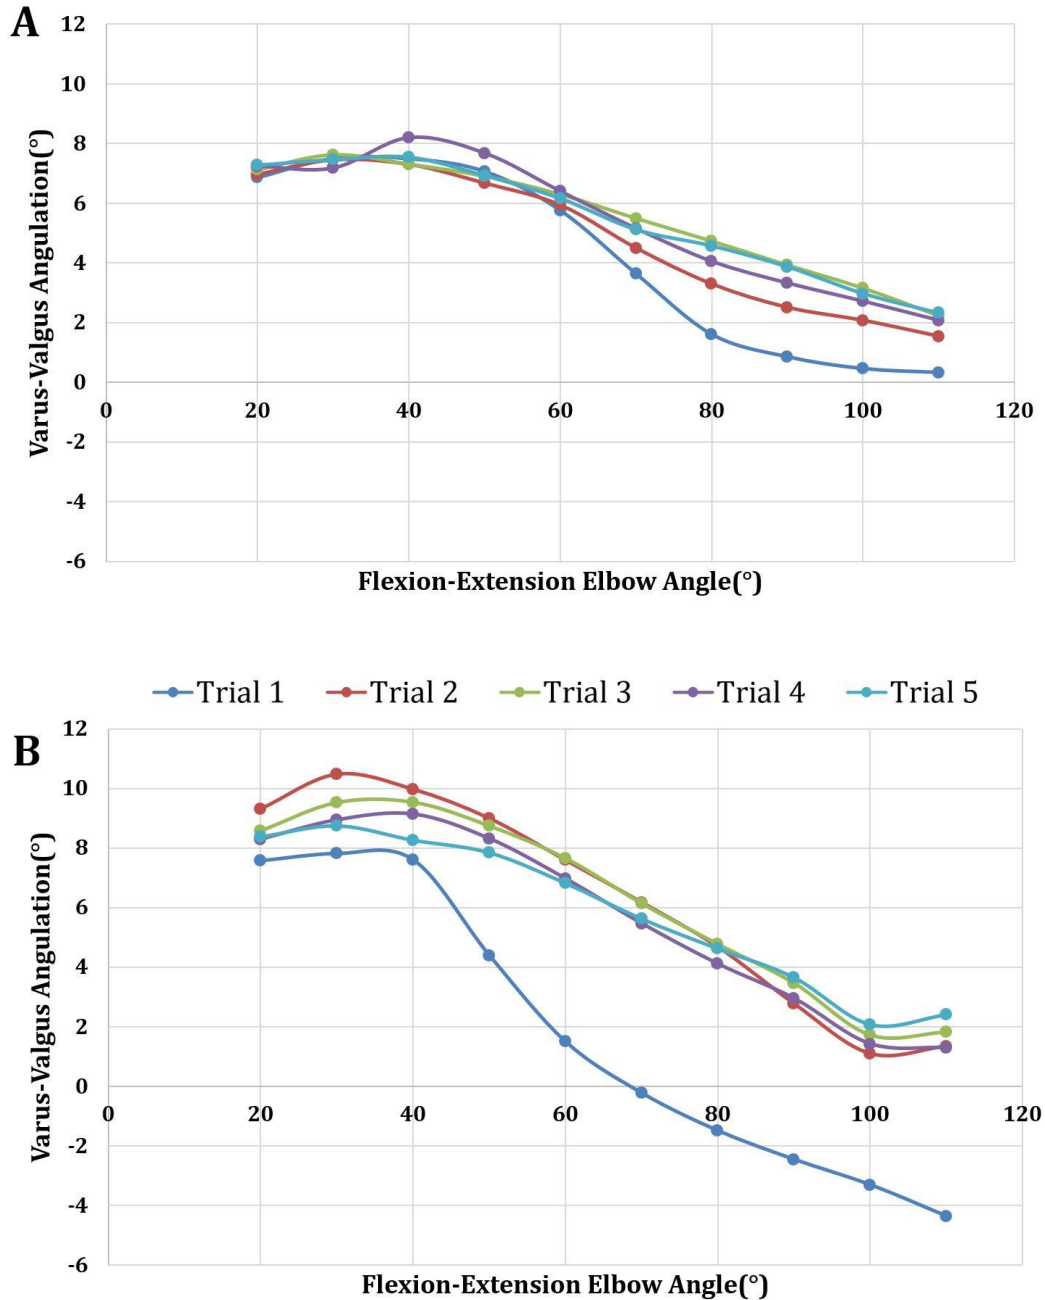 A
12
10
8
6
4
2
0
-2
-4
-6
0 20 40 60 80 100 120
Varus-Valgus Angulation(°)
Flexion-Extension Elbow Angle(°)
Trial 1 Trial 2 Trial 3 Trial 4 Trial 5
B
12
10
8
6
4
2
0
-2
-4
-6
0 20 40 60 80 100 120
Varus-Valgus Angulation(°)
Flexion-Extension Elbow Angle(°)